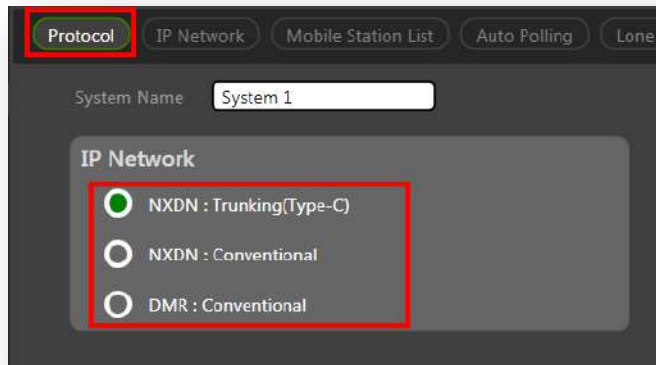 Protocol IP Network Mobile Station List Auto Polling Lone
System Name System 1
IP Network
NXDN : Trunking(Type-C)
NXDN : Conventional
DMR : Conventional